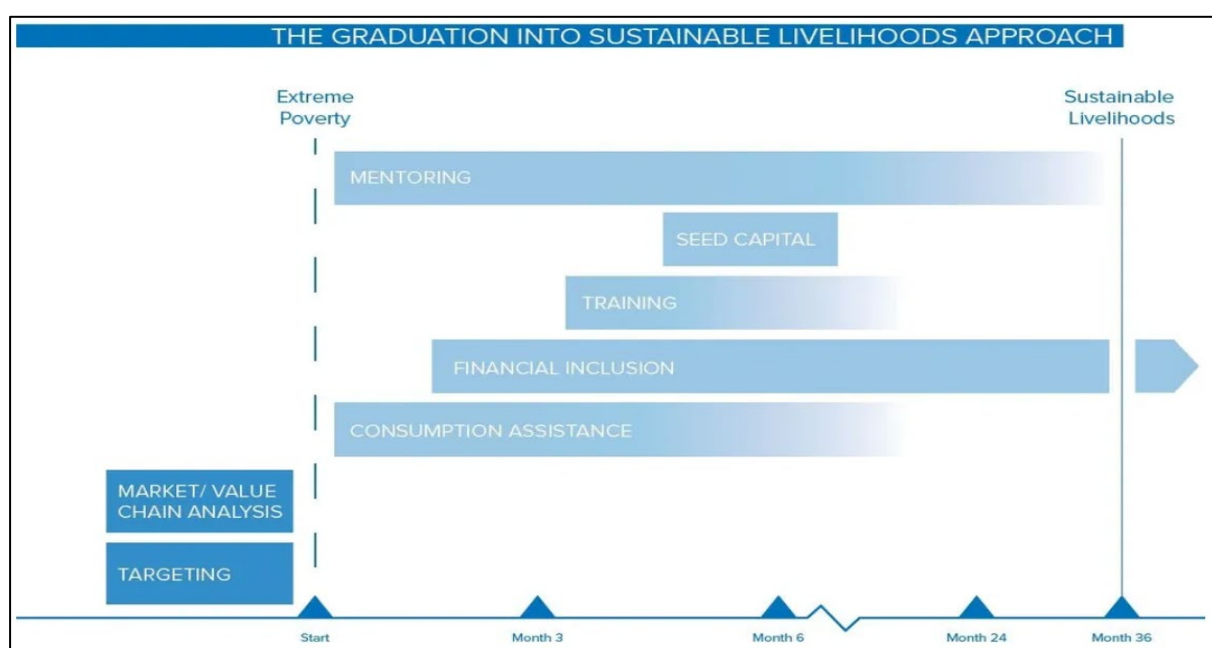 THE GRADUATION INTO SUSTAINABLE LIVELIHOODS APPROACH
Extreme
Poverty
Sustainable
Livelihoods
MENTORING
SEED CAPITAL
TRAINING
FINANCIAL INCLUSION
CONSUMPTION ASSISTANCE
MARKET/ VALUE
CHAIN ANALYSIS
TARGETING
Start
Month 3
Month 6
Month 24
Month 36